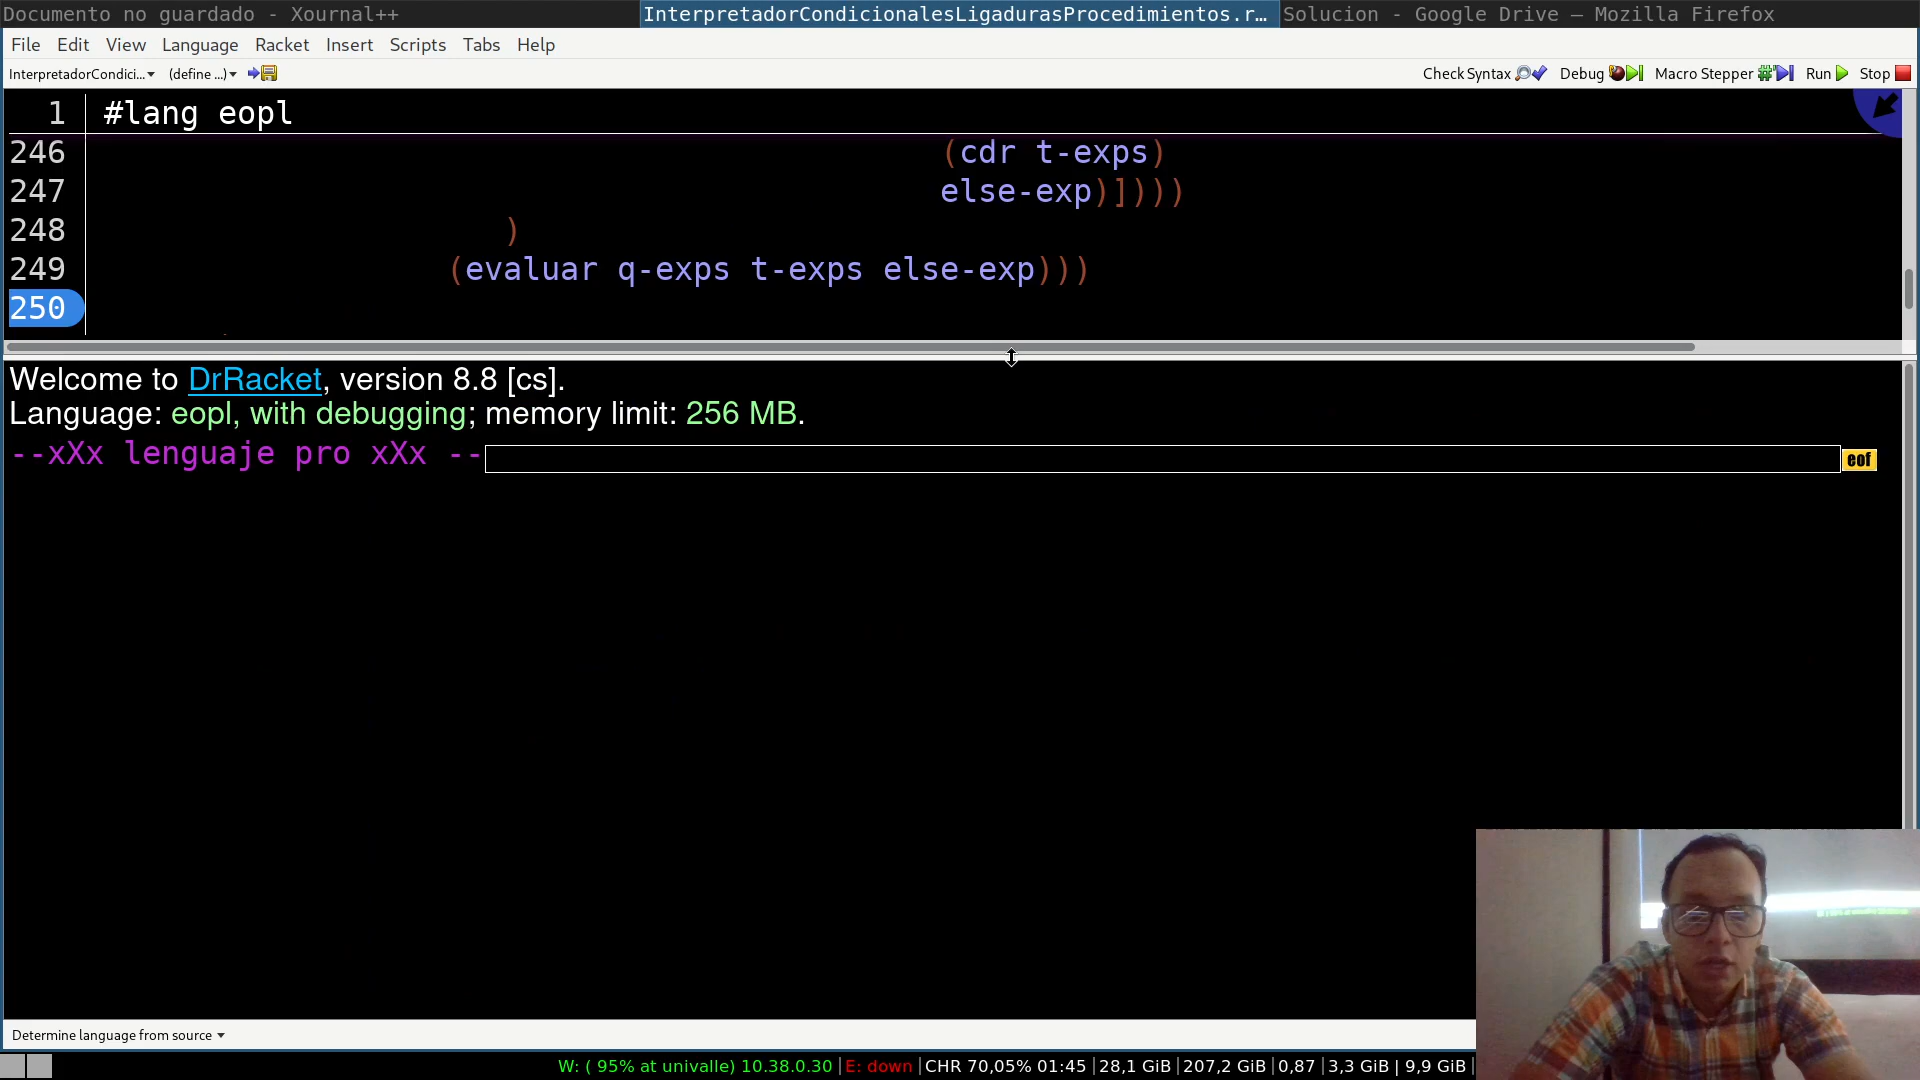 Documento no guardado - Xournal++ InterpretadorCondicionalesLigadurasProcedimientos.r… Solucion - Google Drive — Mozilla Firefox
File Edit View Language Racket Insert Scripts Tabs Help
InterpretadorCondici... (define ...) Check Syntax Debug Macro Stepper Run Stop
1 #lang eopl
246 (cdr t-exps)
247 else-exp)]))))
248 )
249 (evaluar q-exps t-exps else-exp)))
250
Welcome to DrRacket, version 8.8 [cs].
Language: eopl, with debugging; memory limit: 256 MB.
--xXx lenguaje pro xXx -- eof
Determine language from source
W: ( 95% at univalle) 10.38.0.30 |E: down |CHR 70,05% 01:45 |28,1 GiB |207,2 GiB |0,87 |3,3 GiB | 9,9 GiB |